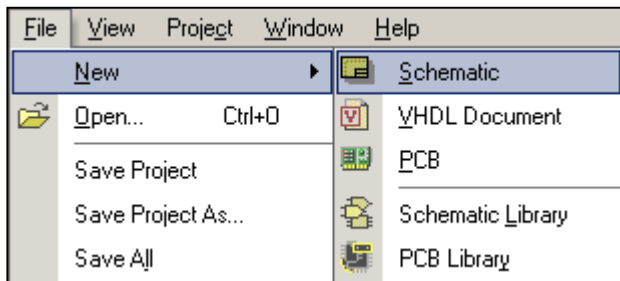 File View Project Window Help
New Schematic
Open... Ctrl+O VHDL Document
PCB
Save Project
Save Project As... Schematic Library
Save All PCB Library